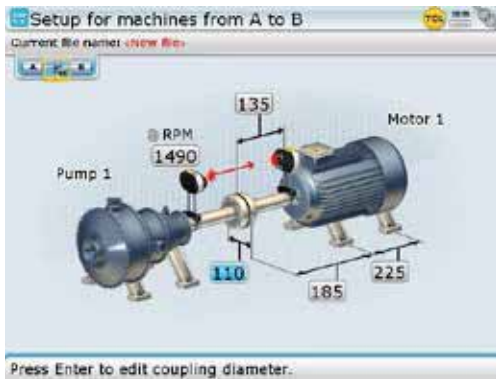 Setup for machines from A to B
TCL
Current file name: <New file>
A
B
135
Motor 1
@ RPM
1490
Pump 1
110
185
225
Press Enter to edit coupling diameter.